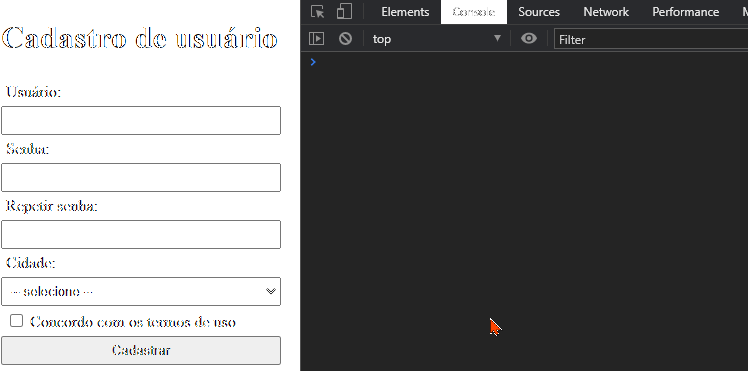 Cadastro de usuário
Usuário:
Senha:
Repetir senha:
Cidade:
-- selecione --
Concordo com os termos de uso
Cadastrar
Elements Console Sources Network Performance M
top Filter